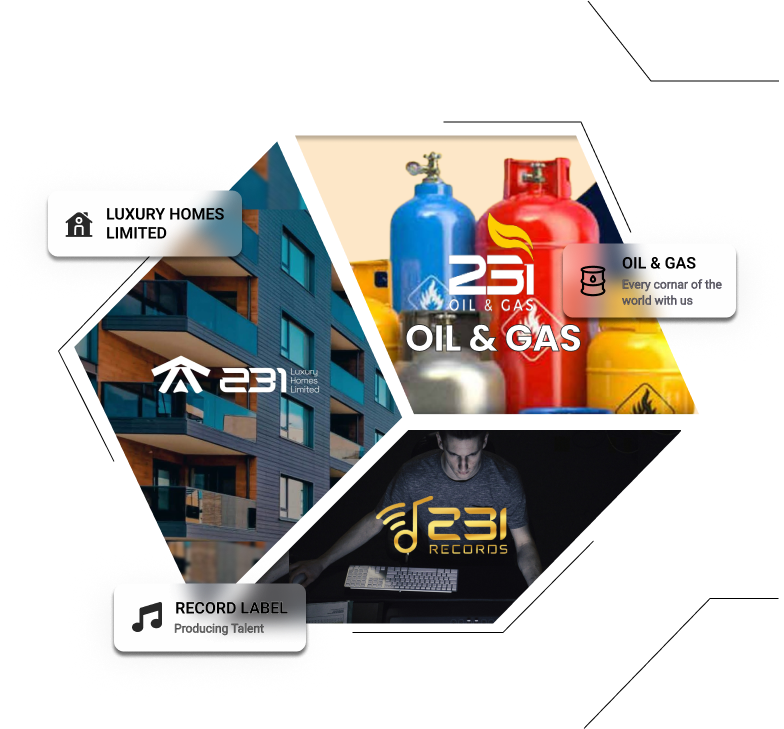 LUXURY HOMES
LIMITED
231
OIL & GAS
OIL & GAS
OIL & GAS
Every cornar of the
world with us
231
Luxury
Homes
Limited
231
RECORDS
RECORD LABEL
Producing Talent